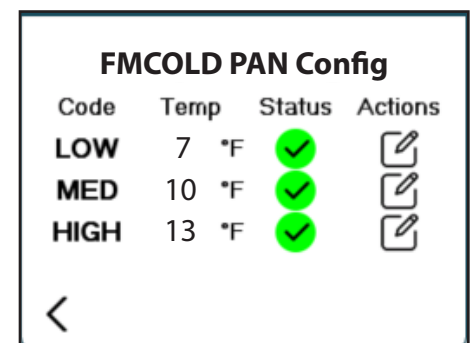 FMCOLD PAN Config
Code Temp Status Actions
LOW 7 °F
MED 10 °F
HIGH 13 °F